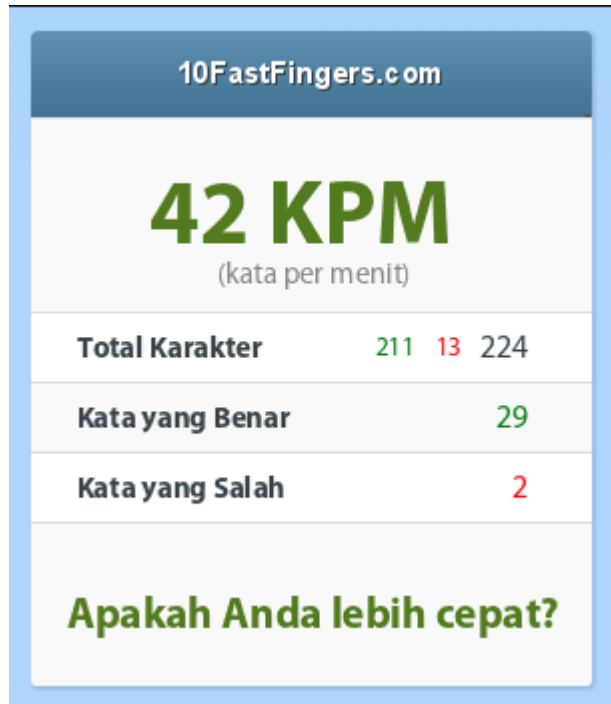 10FastFingers.com
42 KPM
(kata per menit)
Total Karakter 211 13 224
Kata yang Benar 29
Kata yang Salah 2
Apakah Anda lebih cepat?